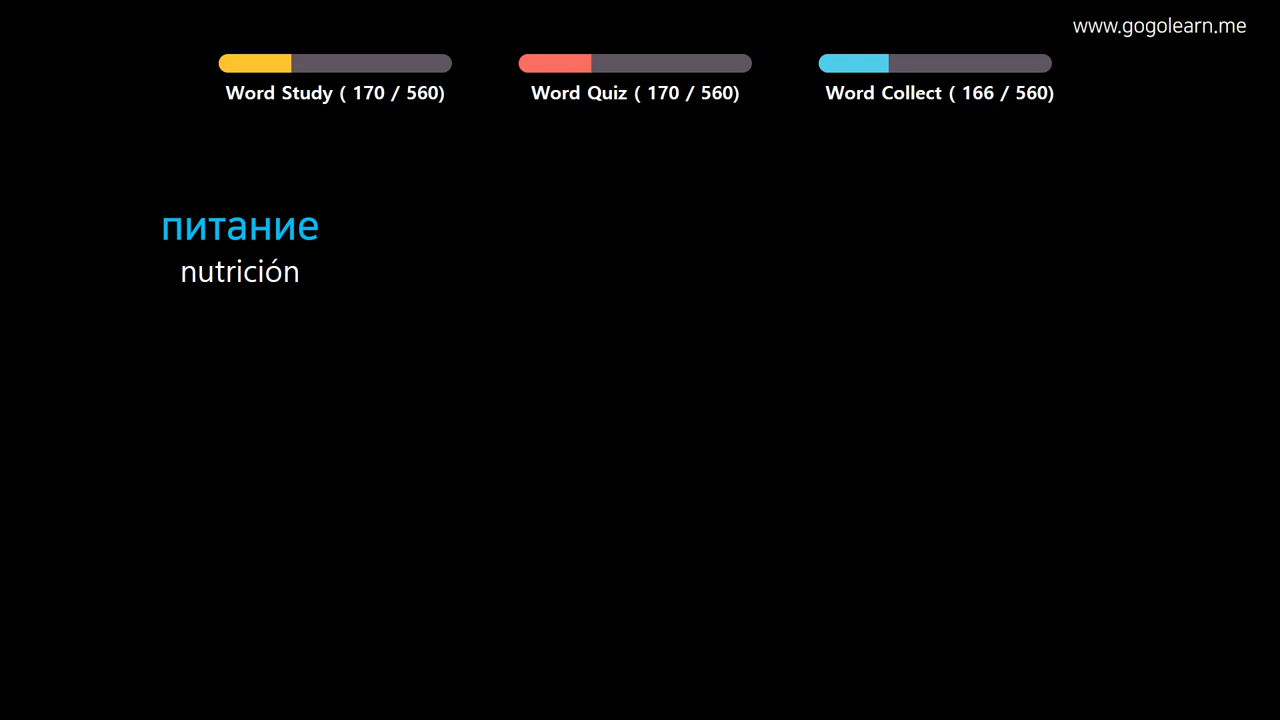 www.gogolearn.me
Word Study ( 170 / 560)
Word Quiz ( 170 / 560)
Word Collect ( 166 / 560)
питание
nutrición